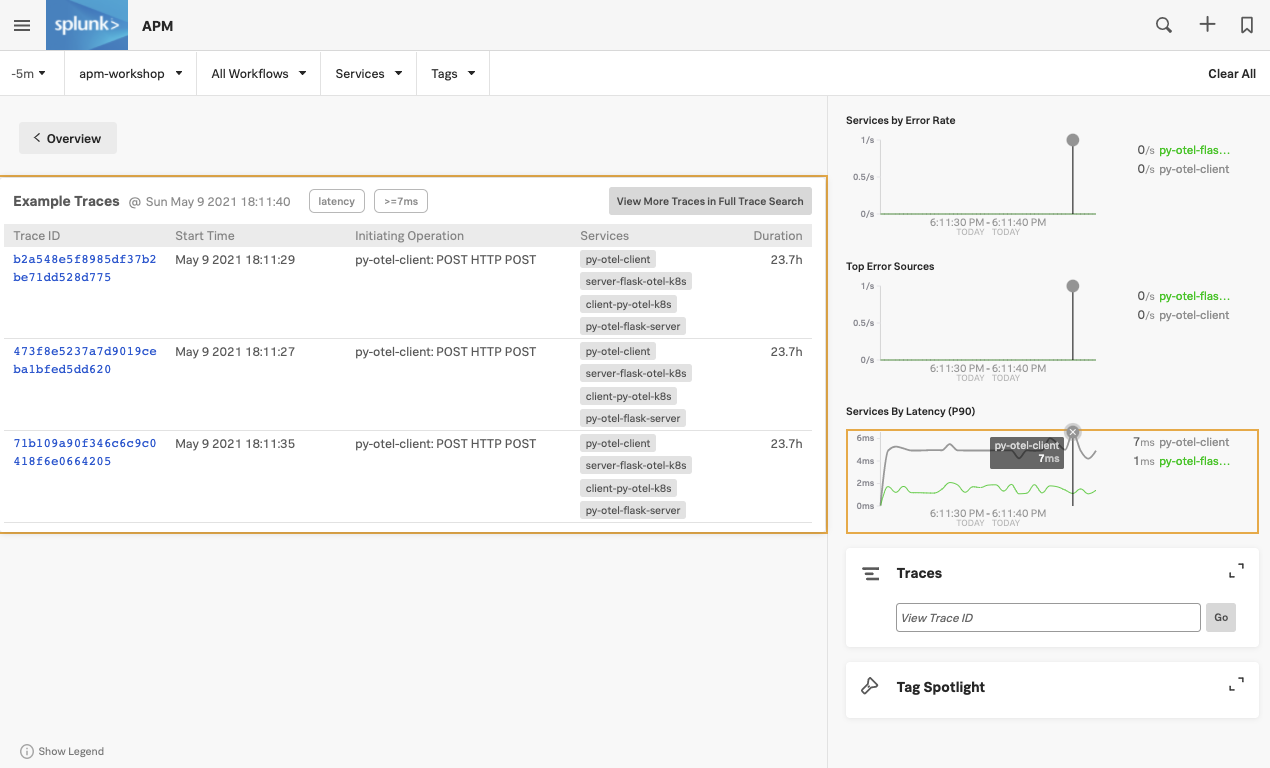 splunk> APM
-5m apm-workshop All Workflows Services Tags Clear All
Overview
Example Traces @ Sun May 9 2021 18:11:40 latency >=7ms View More Traces in Full Trace Search
Trace ID Start Time Initiating Operation Services Duration
b2a548e5f8985df37b2 May 9 2021 18:11:29 py-otel-client: POST HTTP POST py-otel-client 23.7h
be71dd528d775 server-flask-otel-k8s
client-py-otel-k8s
py-otel-flask-server
473f8e5237a7d9019ce May 9 2021 18:11:27 py-otel-client: POST HTTP POST py-otel-client 23.7h
ba1bfed5dd620 server-flask-otel-k8s
client-py-otel-k8s
py-otel-flask-server
71b109a90f346c6c9c0 May 9 2021 18:11:35 py-otel-client: POST HTTP POST py-otel-client 23.7h
418f6e0664205 server-flask-otel-k8s
client-py-otel-k8s
py-otel-flask-server
Show Legend
Services by Error Rate
1/s
0/s py-otel-flas...
0.5/s
0/s py-otel-client
0/s
6:11:30 PM - 6:11:40 PM
TODAY TODAY
Top Error Sources
1/s
0/s py-otel-flas...
0.5/s
0/s py-otel-client
0/s
6:11:30 PM - 6:11:40 PM
TODAY TODAY
Services By Latency (P90)
6ms
py-otel-client
7ms
7ms py-otel-client
4ms
1ms py-otel-flas...
2ms
0ms
6:11:30 PM - 6:11:40 PM
TODAY TODAY
Traces
View Trace ID Go
Tag Spotlight